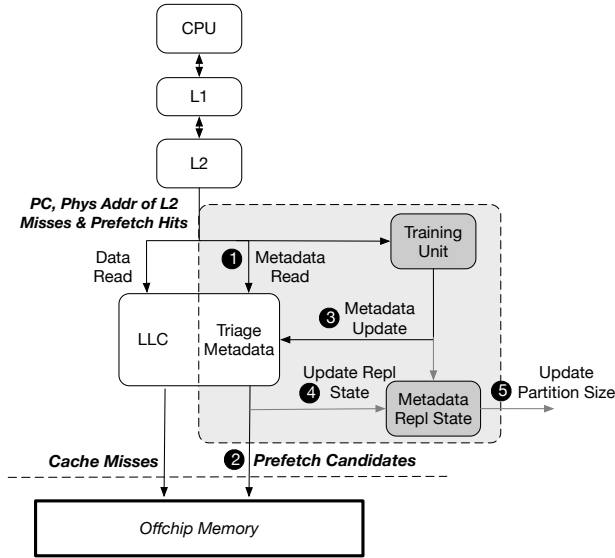 CPU
L1
L2
PC, Phys Addr of L2
Misses & Prefetch Hits
Training
Unit
Data
Read
1
Metadata
Read
3
Metadata
Update
LLC
Triage
Metadata
4
Update Repl
State
Metadata
Repl State
5
Update
Partition Size
Cache Misses
2
Prefetch Candidates
Offchip Memory